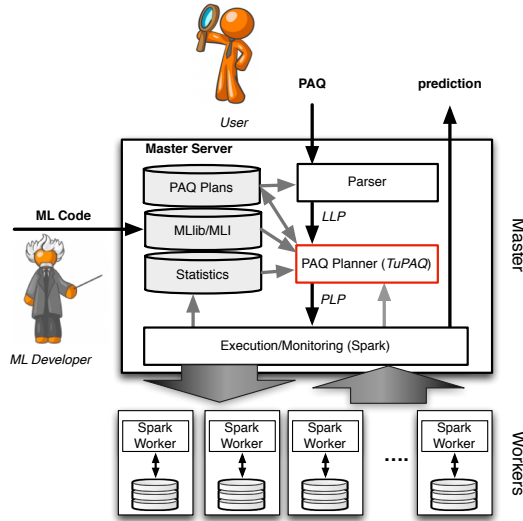 PAQ
prediction
User
Master Server
PAQ Plans
Parser
ML Code
LLP
MLlib/MLI
Master
Statistics
PAQ Planner (TuPAQ)
PLP
ML Developer
Execution/Monitoring (Spark)
Spark
Worker
Spark
Worker
Spark
Worker
....
Spark
Worker
Workers